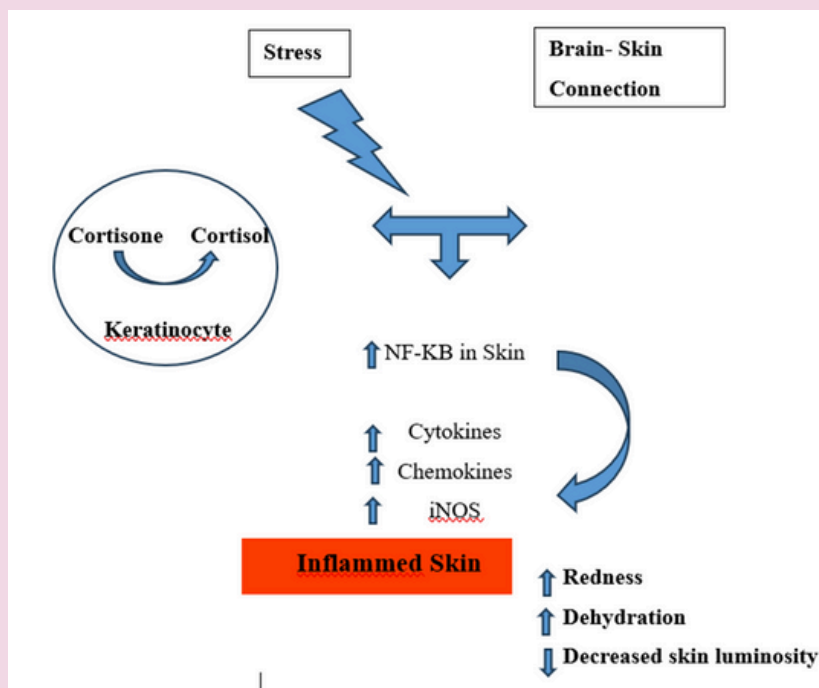 Stress
Brain- Skin
Connection
Cortisone Cortisol
Keratinocyte
NF-KB in Skin
Cytokines
Chemokines
iNOS
Inflammed Skin
Redness
Dehydration
Decreased skin luminosity